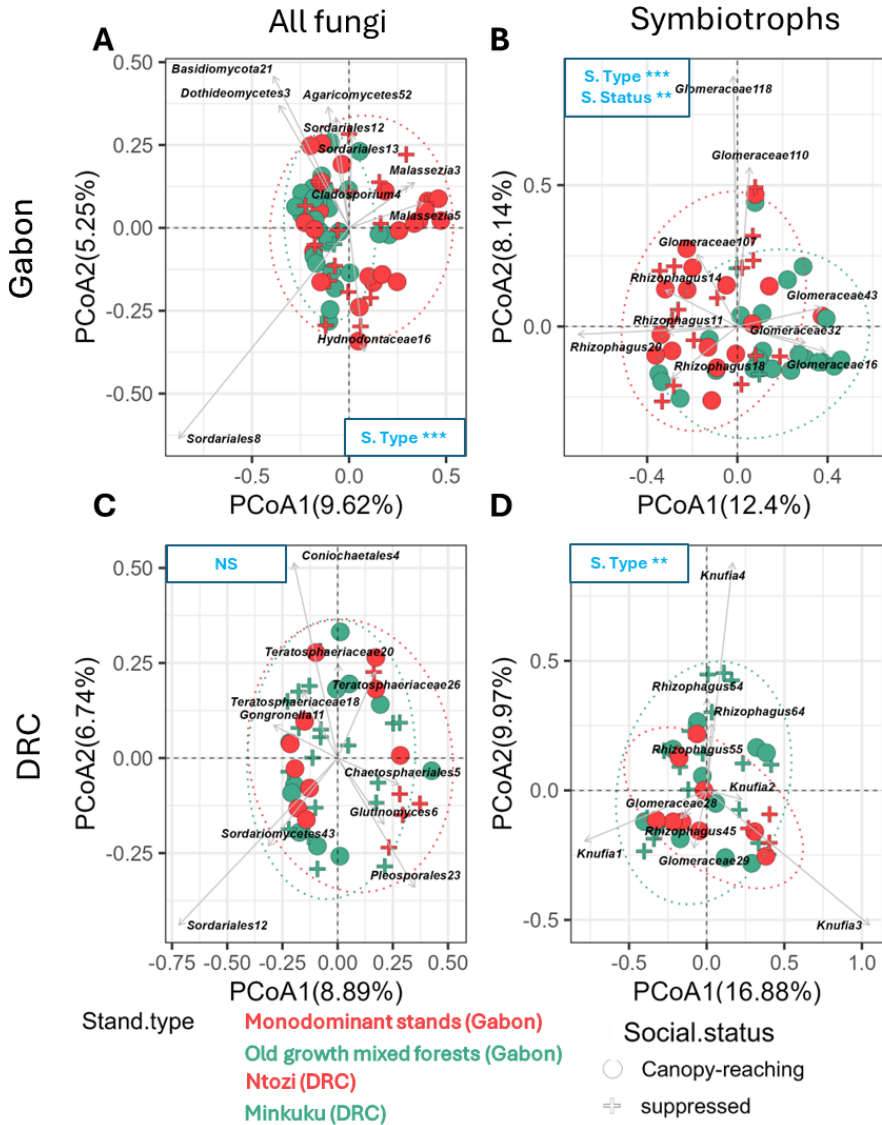 All fungi
Symbiotrophs
Gabon
DRC
A
0.50
0.25
0.00
-0.25
-0.50
PCoA2(5.25%)
Basidiomycota21
Dothideomycetes3
Agaricomycetes52
Sordariales12
Sordariales13
Malassezia3
Cladosporium4
Malassezia5
Hydnodontaceae16
Sordariales8
S. Type ***
-0.5
0.0
0.5
PCoA1(9.62%)
B
0.5
0.0
PCoA2(8.14%)
S. Type ***
S. Status **
Glomeraceae118
Glomeraceae110
Glomeraceae107
Rhizophagus14
Glomeraceae43
Rhizophagus11
Glomeraceae32
Rhizophagus20
Rhizophagus18
Glomeraceae16
-0.4
0.0
0.4
PCoA1(12.4%)
C
0.50
0.25
0.00
-0.25
PCoA2(6.74%)
NS
Coniochaetales4
Teratosphaeriaceae20
Teratosphaeriaceae26
Teratosphaeriaceae18
Gongronella11
Chaetosphaeriales5
Glutinomyces6
Sordariomycetes43
Pleosporales23
Sordariales12
-0.75
-0.50
-0.25
0.00
0.25
0.50
PCoA1(8.89%)
D
0.5
0.0
-0.5
PCoA2(9.97%)
S. Type **
Knufia4
Rhizophagus54
Rhizophagus64
Rhizophagus55
Knufia2
Glomeraceae28
Rhizophagus45
Knufia1
Glomeraceae29
Knufia3
-0.5
0.0
0.5
1.0
PCoA1(16.88%)
Stand.type
Monodominant stands (Gabon)
Old growth mixed forests (Gabon)
Ntozi (DRC)
Minkuku (DRC)
Social.status
Canopy-reaching
suppressed